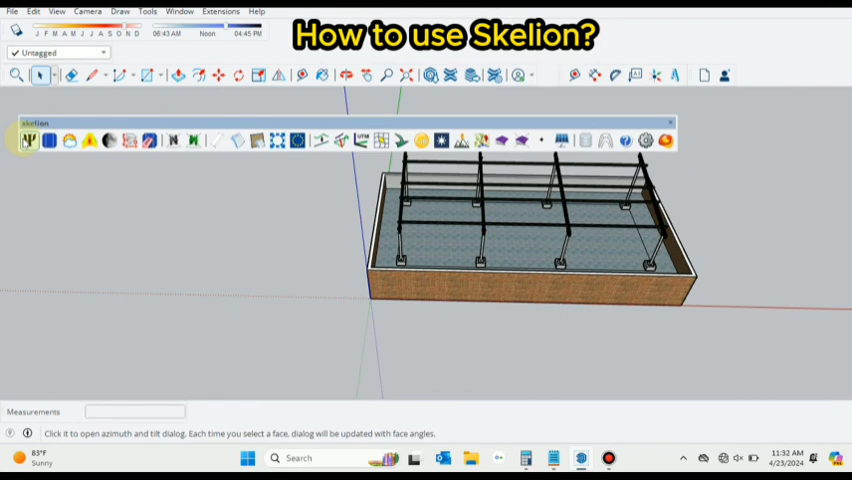 File Edit View Camera Draw Tools Window Extensions Help
How to use Skelion?
J F M A M J J A S O N D 06:43 AM Noon 04:45 PM
✓ Untagged
skelion
UTM
Measurements
Click it to open azimuth and tilt dialog. Each time you select a face, dialog will be updated with face angles.
83°F
Sunny
Search
11:32 AM
4/23/2024